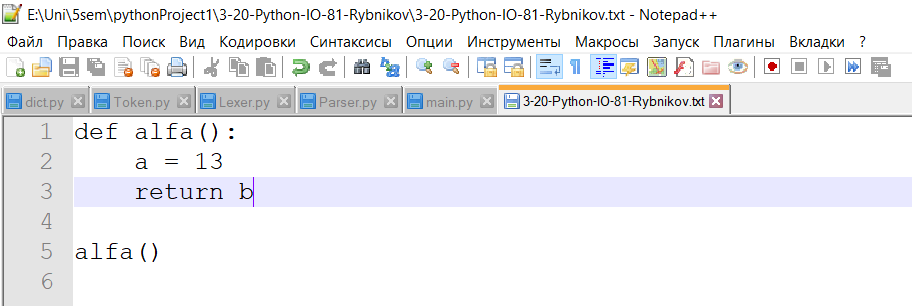 E:\Uni\5sem\pythonProject1\3-20-Python-IO-81-Rybnikov\3-20-Python-IO-81-Rybnikov.txt - Notepad++
Файл Правка Поиск Вид Кодировки Синтаксисы Опции Инструменты Макросы Запуск Плагины Вкладки ?
dict.py Token.py Lexer.py Parser.py main.py 3-20-Python-IO-81-Rybnikov.txt
1 def alfa():
2     a = 13
3     return b
4
5 alfa()
6